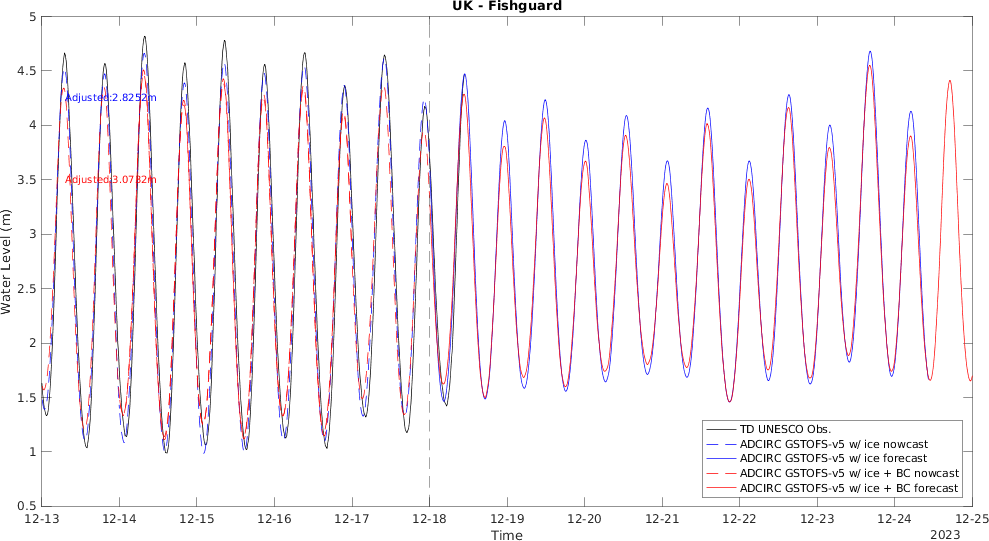 UK - Fishguard
5
4.5
4
3.5
3
2.5
2
1.5
1
0.5
Water Level (m)
Adjusted:2.8252m
Adjusted:3.0782m
TD UNESCO Obs.
ADCIRC GSTOFS-v5 w/ ice nowcast
ADCIRC GSTOFS-v5 w/ ice forecast
ADCIRC GSTOFS-v5 w/ ice + BC nowcast
ADCIRC GSTOFS-v5 w/ ice + BC forecast
12-13 12-14 12-15 12-16 12-17 12-18 12-19 12-20 12-21 12-22 12-23 12-24 12-25
Time
2023